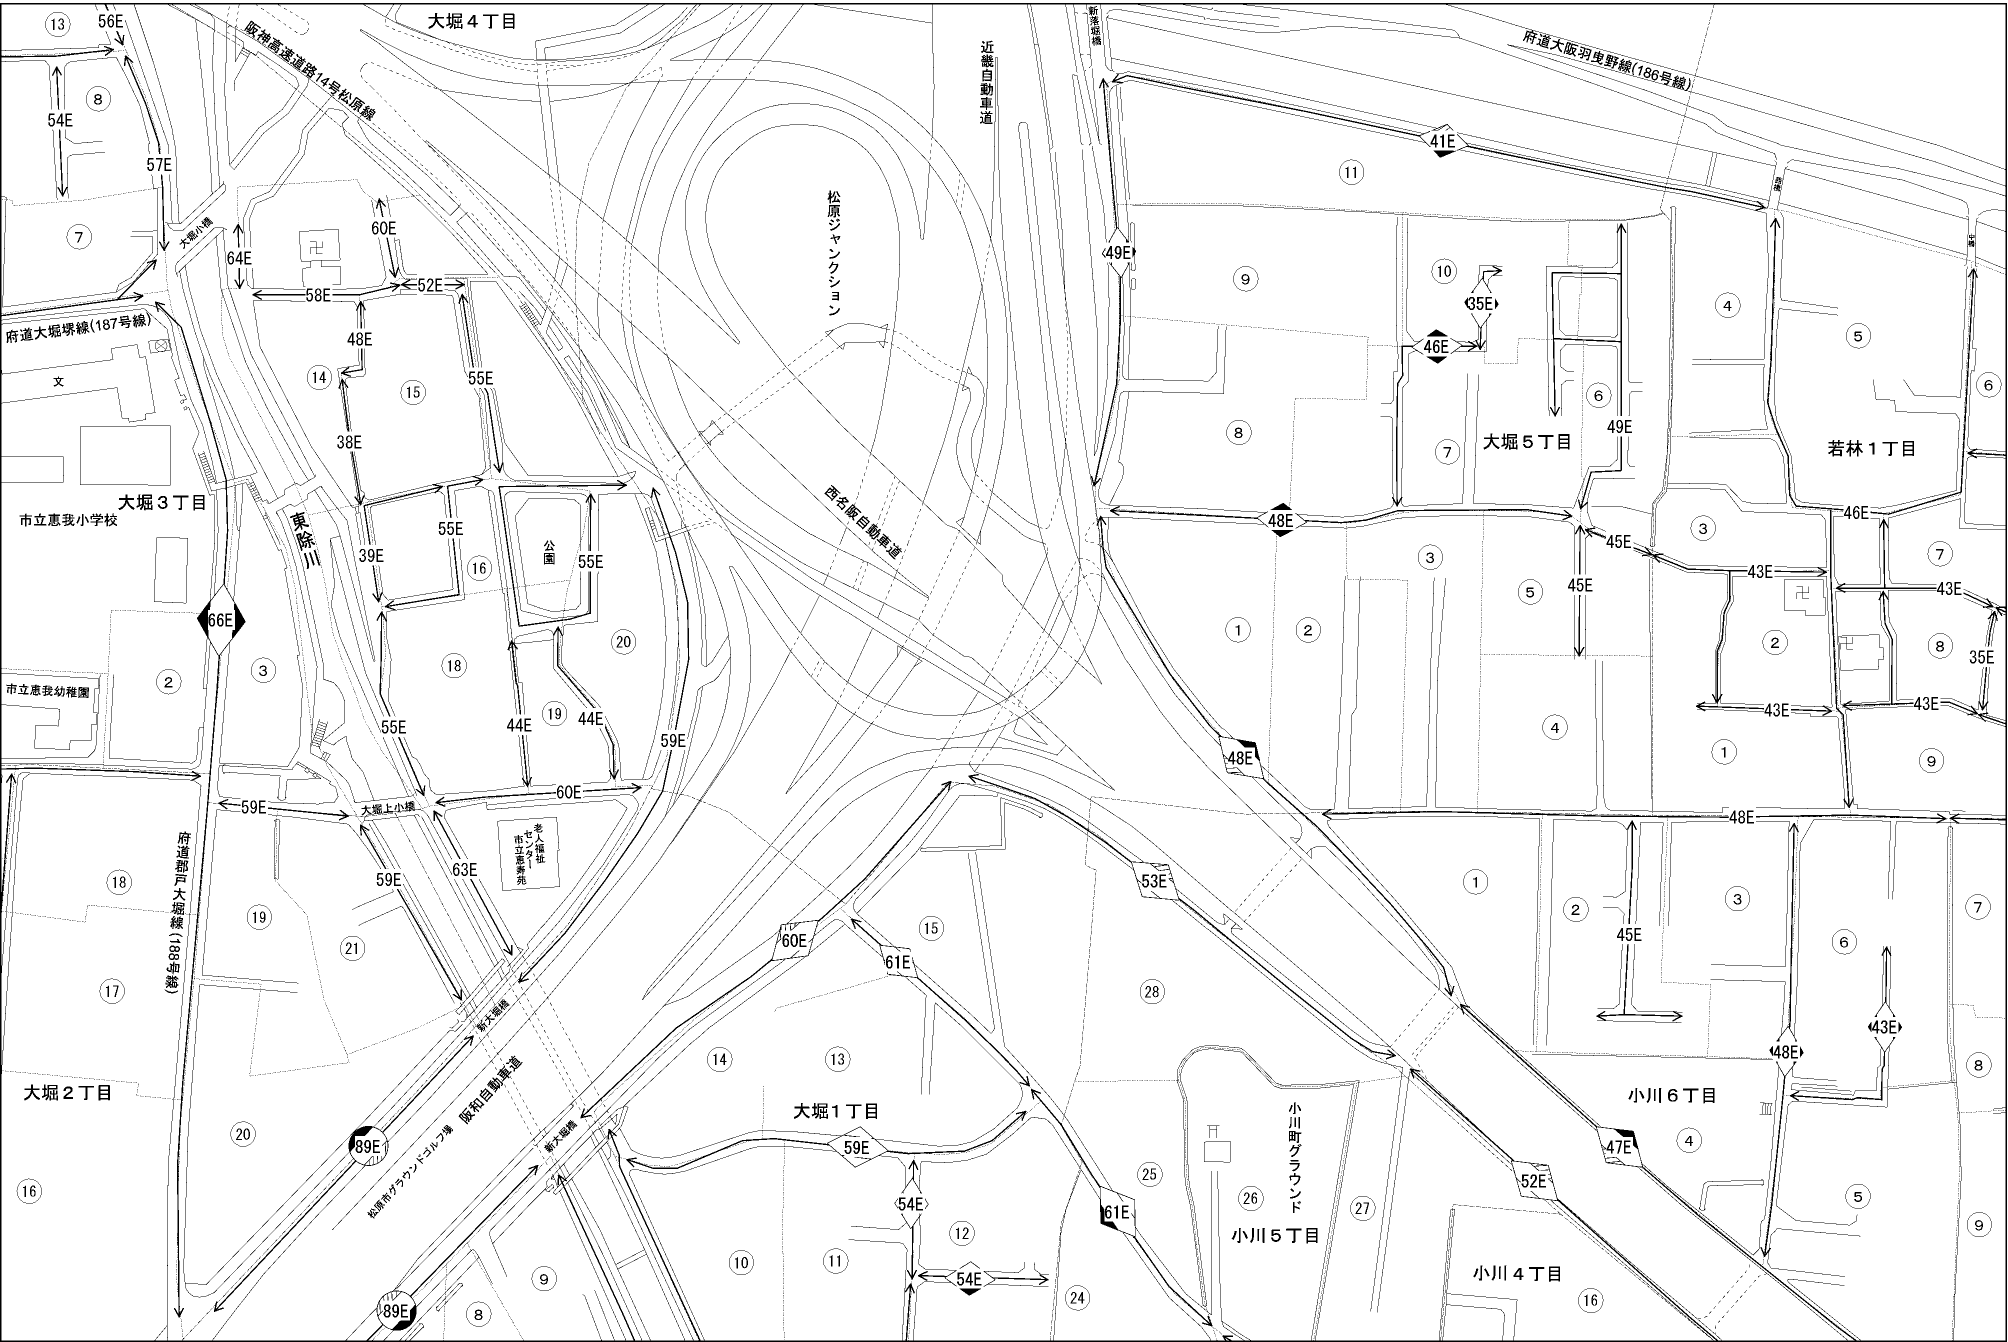 13
56E
8
54E
57E
7
大堀小橋
64E
大堀４丁目
阪神高速道路14号松原線
近畿自動車道
新落堀橋
府道大阪羽曳野線(186号線)
41E
11
松原ジャンクション
60E
58E
52E
49E
9
10
35E
46E
4
5
6
府道大堀堺線(187号線)
文
48E
14
15
55E
38E
8
7
大堀５丁目
6
49E
若林１丁目
大堀３丁目
市立恵我小学校
東除川
39E
55E
16
公園
55E
西名阪自動車道
48E
3
45E
45E
5
3
43E
46E
7
43E
66E
2
3
市立恵我幼稚園
18
20
19
44E
44E
55E
59E
1
2
4
2
8
35E
43E
43E
1
9
48E
59E
大堀上小橋
60E
48E
府道郡戸大堀線(188号線)
18
19
59E
63E
老人福祉
センター
市立恵寿苑
21
17
53E
60E
61E
15
28
1
2
45E
3
6
7
43E
48E
8
新大堀橋
大堀２丁目
20
16
89E
松原市グラウンドゴルフ場
阪和自動車道
新大堀橋
14
13
大堀１丁目
59E
54E
12
54E
11
10
9
8
89E
61E
25
24
26
小川町グラウンド
小川５丁目
27
52E
47E
小川６丁目
4
5
9
小川４丁目
16